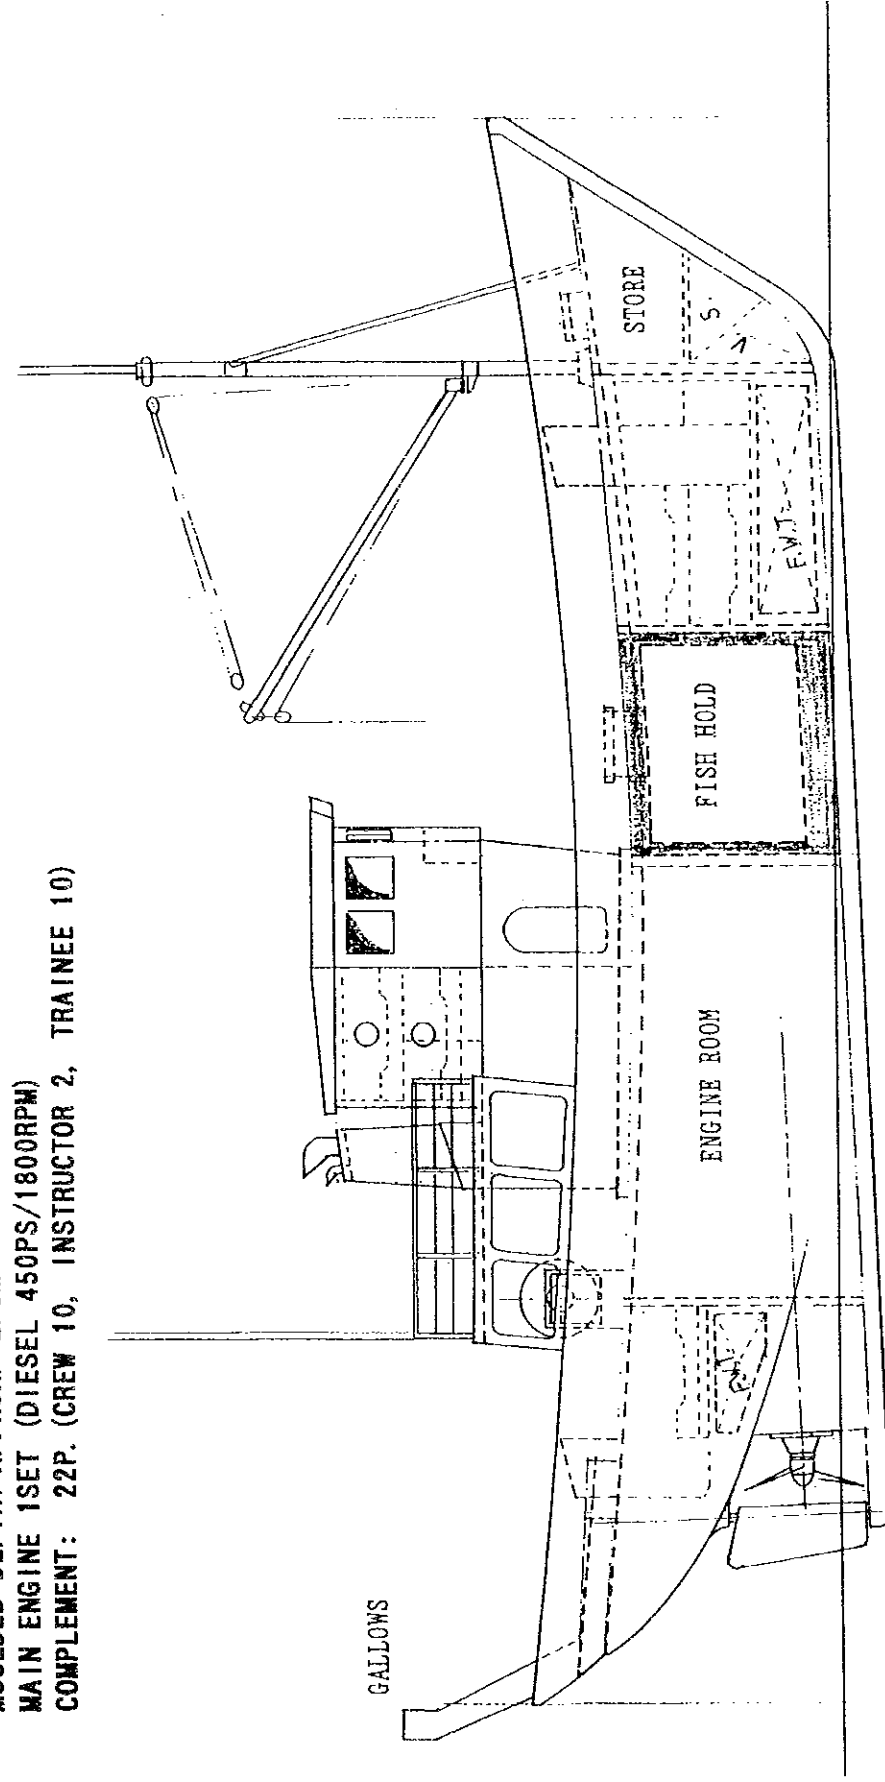 MAIN ENGINE 1SET (DIESEL 450PS/1800RPM)
COMPLEMENT: 22P. (CREW 10, INSTRUCTOR 2, TRAINEE 10)
GALLOWS
STORE
FISH HOLD
ENGINE ROOM
F.W.T